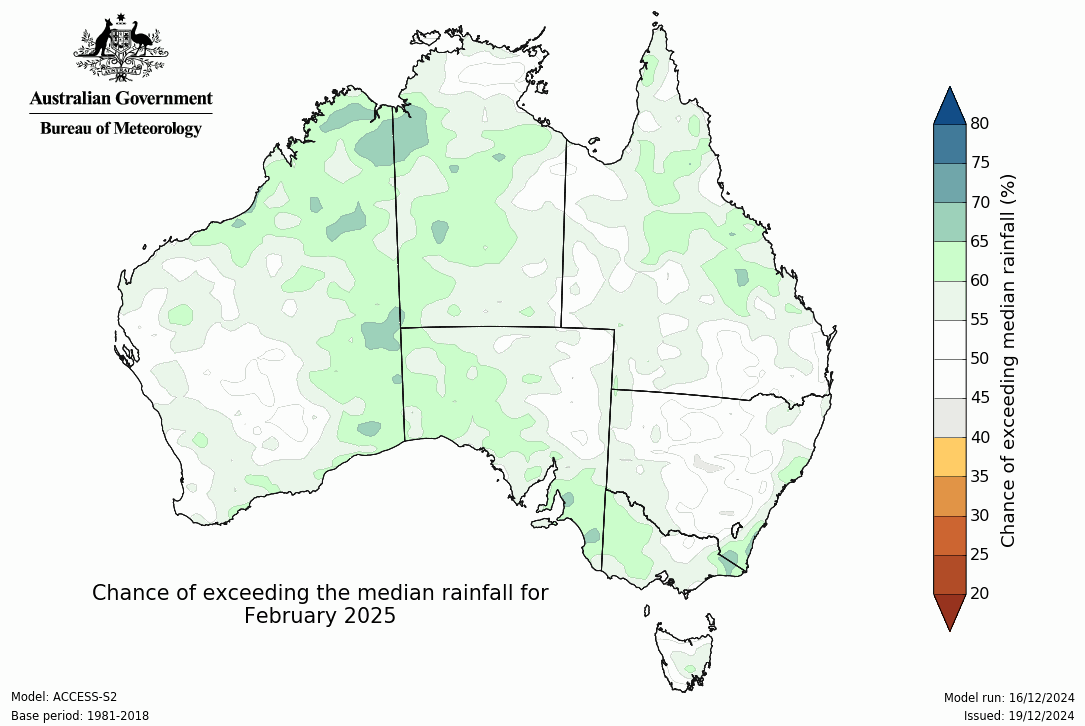 AUSTRALIA
Australian Government
Bureau of Meteorology
80
75
70
65
60
55
50
45
40
35
30
25
20
Chance of exceeding median rainfall (%)
Chance of exceeding the median rainfall for
February 2025
Model: ACCESS-S2
Base period: 1981-2018
Model run: 16/12/2024
Issued: 19/12/2024